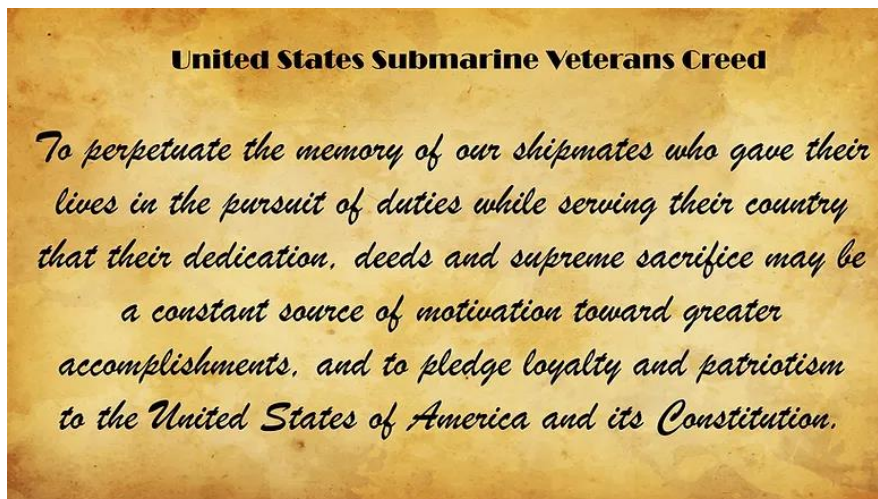 United States Submarine Veterans Creed
To perpetuate the memory of our shipmates who gave their
lives in the pursuit of duties while serving their country
that their dedication, deeds and supreme sacrifice may be
a constant source of motivation toward greater
accomplishments, and to pledge loyalty and patriotism
to the United States of America and its Constitution.